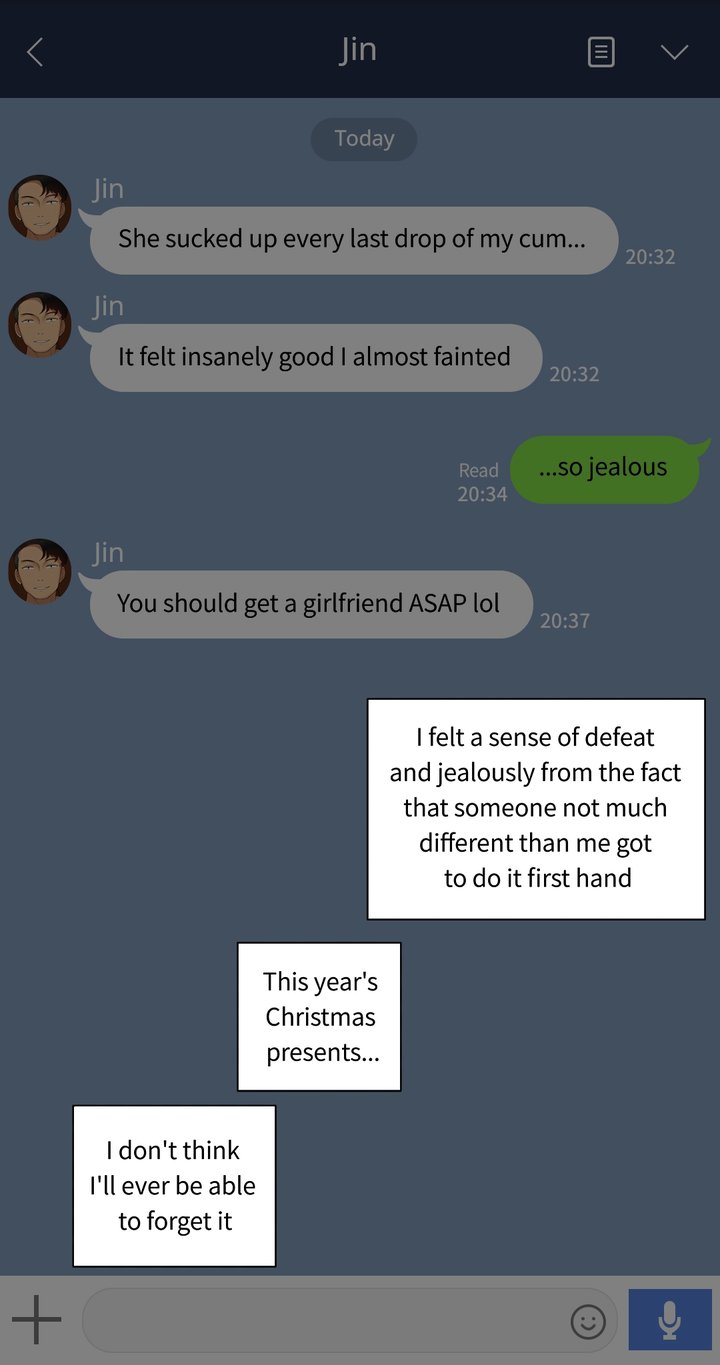 Jin
Today
Jin
She sucked up every last drop of my cum...
20:32
Jin
It felt insanely good I almost fainted
20:32
...so jealous
Read
20:34
Jin
You should get a girlfriend ASAP lol
20:37
I felt a sense of defeat
and jealously from the fact
that someone not much
different than me got
to do it first hand
This year's
Christmas
presents...
I don't think
I'll ever be able
to forget it